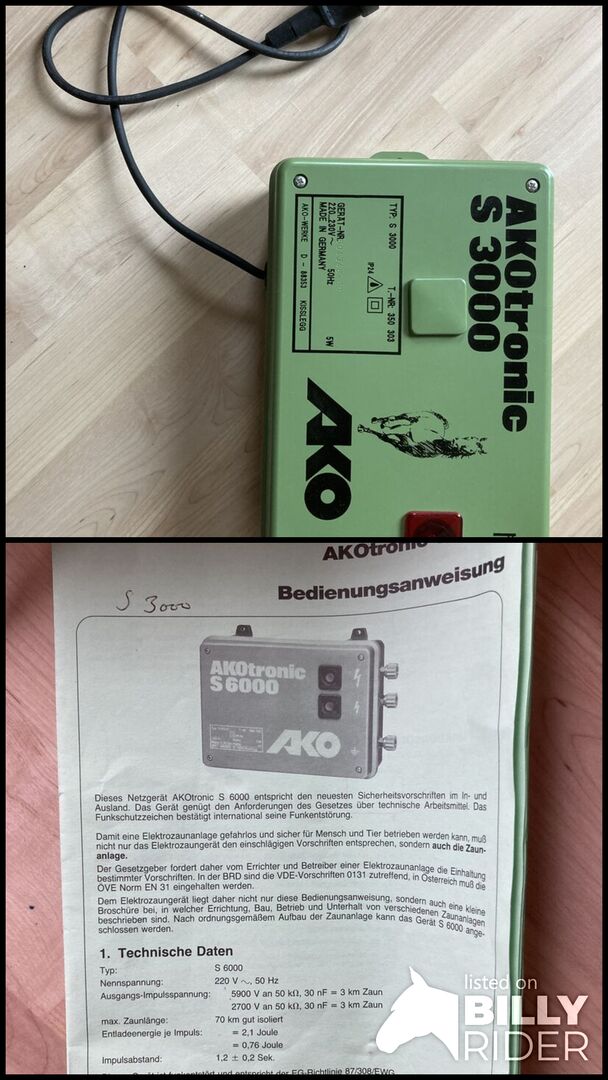 AKOtronic
S 3000
TYP: S 3000 T.-NR: 350 303
IP24
GERÄT-NR.
220...230V~ 50Hz 5W
MADE IN GERMANY
AKO-WERKE D - 88353 KISSLEGG
AKO
AKOtronic
Bedienungsanweisung
S 3000
AKOtronic
S 6000
AKO
Dieses Netzgerät AKOtronic S 6000 entspricht den neuesten Sicherheitsvorschriften im In- und
Ausland. Das Gerät genügt den Anforderungen des Gesetzes über technische Arbeitsmittel. Das
Funkschutzzeichen bestätigt international seine Funkentstörung.
Damit eine Elektrozaunanlage gefahrlos und sicher für Mensch und Tier betrieben werden kann, muß
nicht nur das Elektrozaungerät den einschlägigen Vorschriften entsprechen, sondern auch die Zaun-
anlage.
Der Gesetzgeber fordert daher vom Errichter und Betreiber einer Elektrozaunanlage die Einhaltung
bestimmter Vorschriften. In der BRD sind die VDE-Vorschriften 0131 zutreffend, in Österreich muß die
ÖVE Norm EN 31 eingehalten werden.
Dem Elektrozaungerät liegt daher nicht nur diese Bedienungsanweisung, sondern auch eine kleine
Broschüre bei, in welcher Errichtung, Bau, Betrieb und Unterhalt von verschiedenen Zaunanlagen
beschrieben sind. Nach ordnungsgemäßem Aufbau der Zaunanlage kann das Gerät S 6000 ange-
schlossen werden.
1. Technische Daten
Typ: S 6000
Nennspannung: 220 V ~, 50 Hz
Ausgangs-Impulsspannung: 5900 V an 50 kΩ, 30 nF = 3 km Zaun
2700 V an 50 kΩ, 30 nF = 3 km Zaun
max. Zaunlänge: 70 km gut isoliert
Entladeenergie je Impuls: = 2,1 Joule
= 0,76 Joule
Impulsabstand: 1,2 ± 0,2 Sek.
funkentstört und entspricht der EG-Richtlinie 87/308/EWG
listed on
BILLY
RIDER